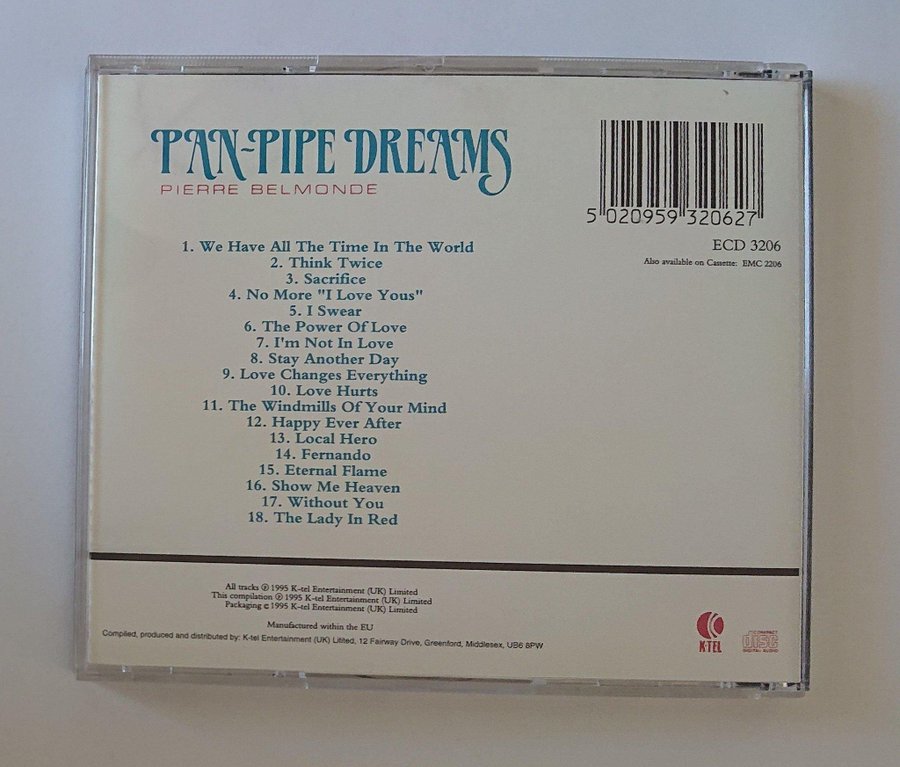 PAN-PIPE DREAMS
PIERRE BELMONDE
5 020959 320627
ECD 3206
Also available on Cassette: EMC 2206
1. We Have All The Time In The World
2. Think Twice
3. Sacrifice
4. No More "I Love Yous"
5. I Swear
6. The Power Of Love
7. I'm Not In Love
8. Stay Another Day
9. Love Changes Everything
10. Love Hurts
11. The Windmills Of Your Mind
12. Happy Ever After
13. Local Hero
14. Fernando
15. Eternal Flame
16. Show Me Heaven
17. Without You
18. The Lady In Red
All tracks ℗ 1995 K-tel Entertainment (UK) Limited
This compilation ℗ 1995 K-tel Entertainment (UK) Limited
Packaging © 1995 K-tel Entertainment (UK) Limited
Manufactured within the EU
Compiled, produced and distributed by: K-tel Entertainment (UK) Litited, 12 Fairway Drive, Greenford, Middlesex, UB6 8PW
K-TEL
COMPACT
disc
DIGITAL AUDIO